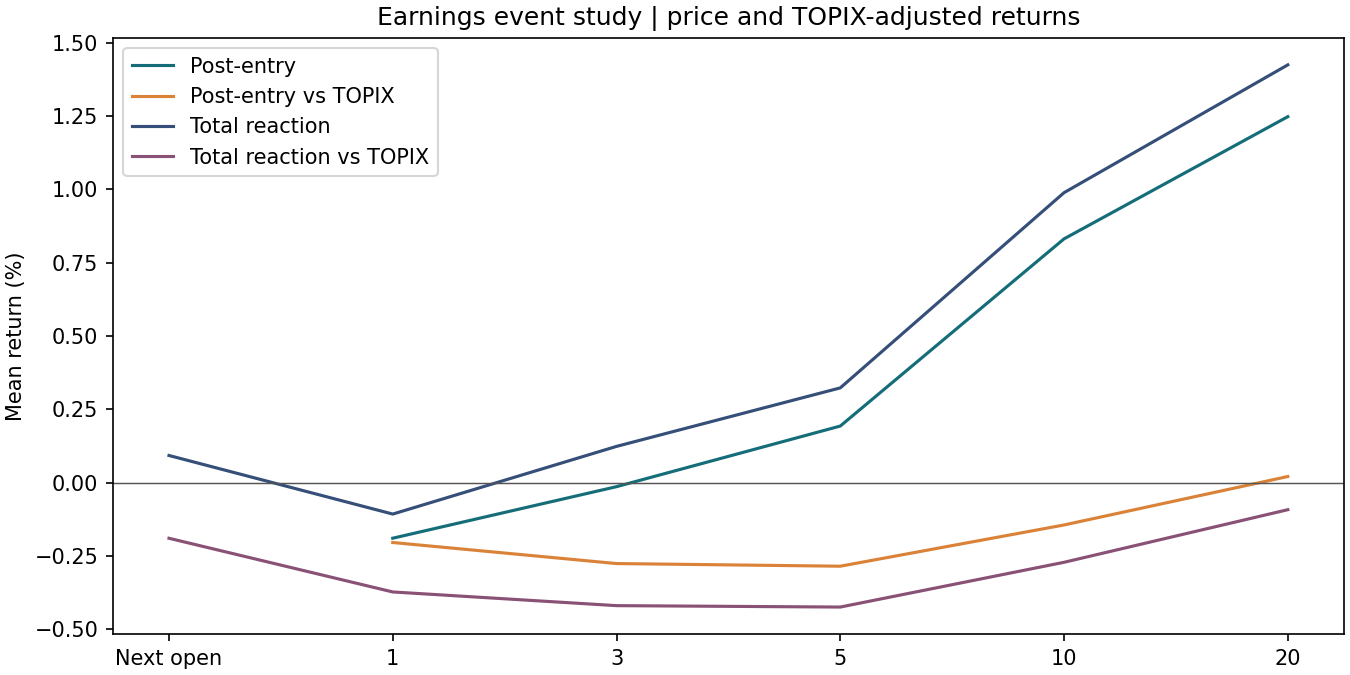 Earnings event study | price and TOPIX-adjusted returns
1.50
1.25
1.00
0.75
0.50
0.25
0.00
−0.25
−0.50
Mean return (%)
Post-entry
Post-entry vs TOPIX
Total reaction
Total reaction vs TOPIX
Next open 1 3 5 10 20